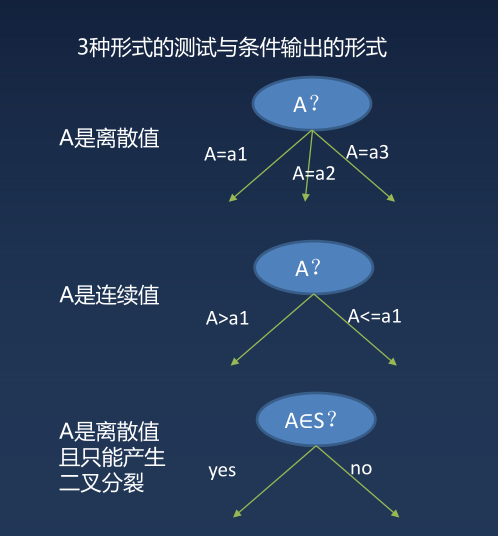 3种形式的测试与条件输出的形式
A？
A是离散值
A=a1
A=a2
A=a3
A？
A是连续值
A>a1
A<=a1
A∈S？
A是离散值
且只能产生
二叉分裂
yes
no